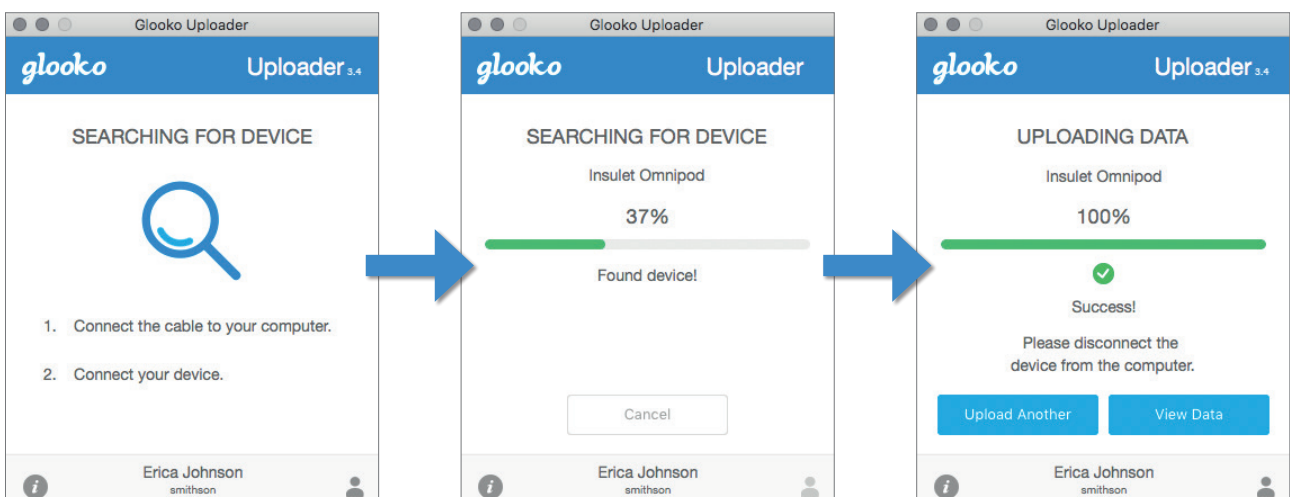 Glooko Uploader
glooko Uploader 3.4
SEARCHING FOR DEVICE
1. Connect the cable to your computer.
2. Connect your device.
i
Erica Johnson
smithson
Glooko Uploader
glooko Uploader
SEARCHING FOR DEVICE
Insulet Omnipod
37%
Found device!
Cancel
i
Erica Johnson
smithson
Glooko Uploader
glooko Uploader 3.4
UPLOADING DATA
Insulet Omnipod
100%
Success!
Please disconnect the
device from the computer.
Upload Another View Data
i
Erica Johnson
smithson